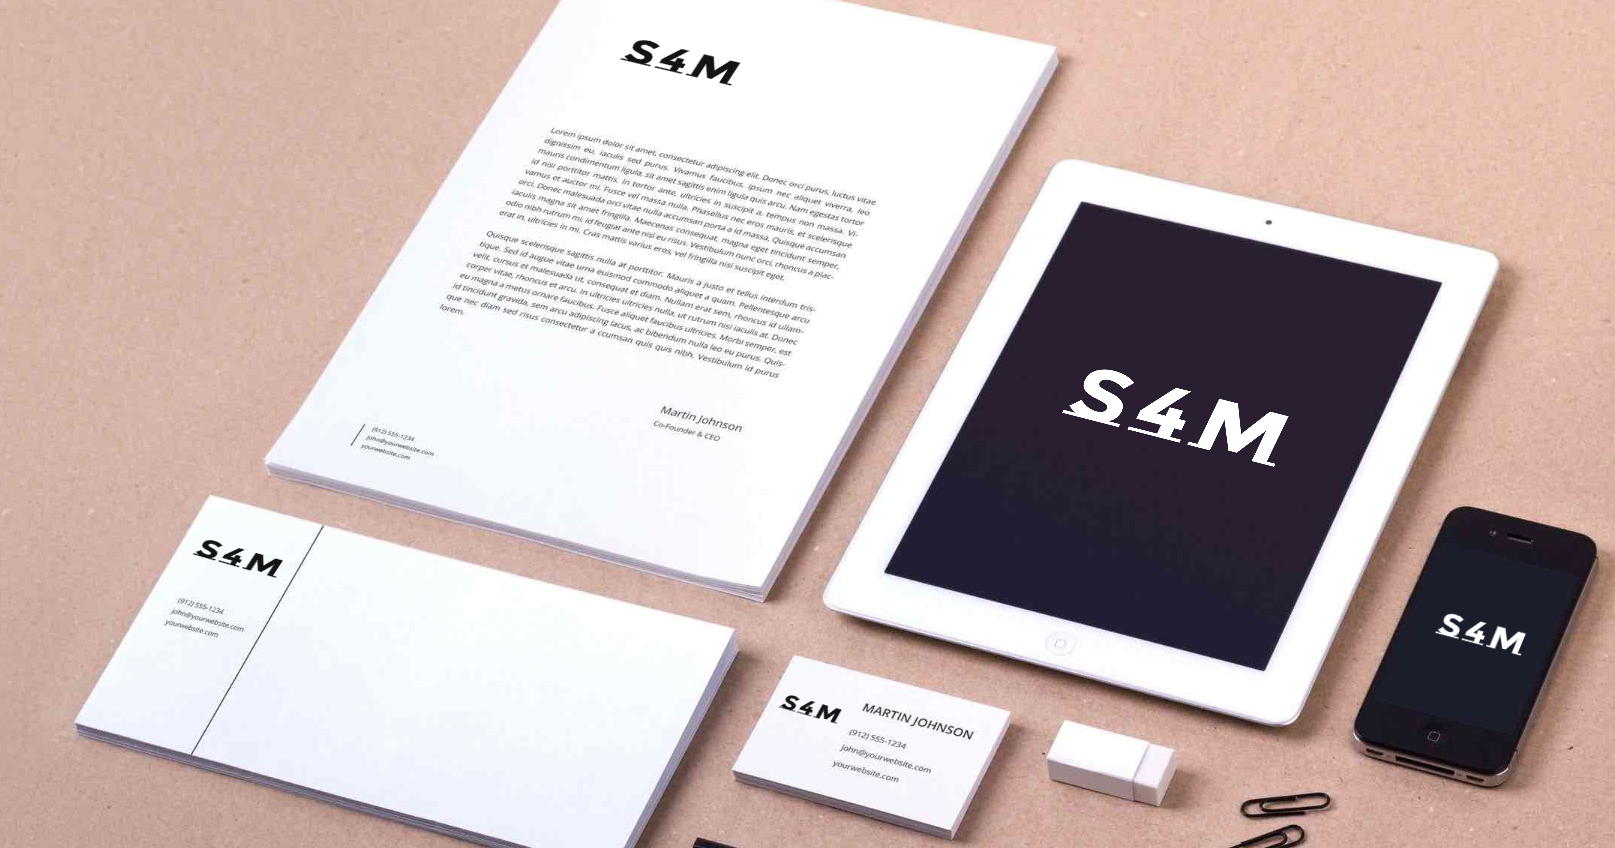 S4M
Lorem ipsum dolor sit amet, consectetur adipiscing elit. Donec orci purus, luctus vitae
dignissim eu, iaculis sed purus. Vivamus faucibus, ipsum nec aliquet viverra, leo
mauris condimentum ligula, sit amet sagittis enim ligula quis arcu. Nam egestas tortor
id nisi porttitor mattis. In tortor ante, ultricies in suscipit a, tempus non massa. Vi-
vamus et auctor mi. Fusce vel massa nulla. Phasellus nec eros mauris, et scelerisque
orci. Donec malesuada orci vitae nulla accumsan porta a id massa. Quisque accumsan
iaculis magna sit amet fringilla. Maecenas consequat, magna eget tincidunt semper,
odio nibh rutrum mi, id feugiat ante nisi eu risus. Vestibulum nunc orci, rhoncus a plac-
erat in, ultricies in mi. Cras mattis varius eros, vel fringilla nisi suscipit eget.
Quisque scelerisque sagittis nulla at porttitor. Mauris a justo et tellus interdum tris-
tique. Sed id augue vitae urna euismod commodo aliquet a quam. Pellentesque arcu
velit, cursus et malesuada ut, consequat et diam. Nullam erat sem, rhoncus id ullam-
corper vitae, rhoncus et arcu. In ultricies ultricies nulla, ut rutrum nisi iaculis at. Donec
eu magna a metus ornare faucibus. Fusce aliquet faucibus ultricies. Morbi semper, est
id tincidunt gravida, sem arcu adipiscing lacus, ac bibendum nulla leo eu purus. Quis-
que nec diam sed risus consectetur a ccumsan quis quis nibh. Vestibulum id purus
lorem.
Martin Johnson
Co-Founder & CEO
(912) 555-1234
john@yourwebsite.com
yourwebsite.com
S4M
S4M
(912) 555-1234
john@yourwebsite.com
yourwebsite.com
S4M
MARTIN JOHNSON
(912) 555-1234
john@yourwebsite.com
yourwebsite.com
S4M